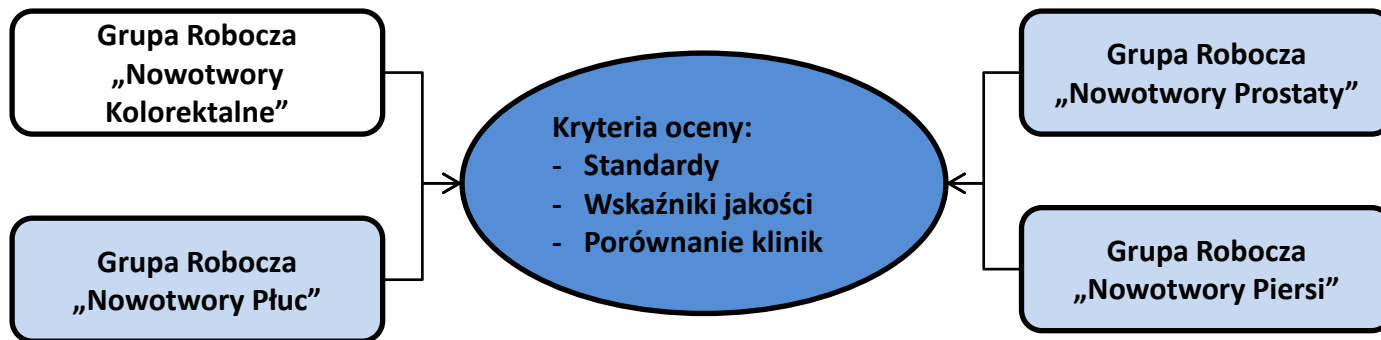 Grupa Robocza
„Nowotwory
Kolorektalne”
Grupa Robocza
„Nowotwory Płuc”
Kryteria oceny:
- Standardy
- Wskaźniki jakości
- Porównanie klinik
Grupa Robocza
„Nowotwory Prostaty”
Grupa Robocza
„Nowotwory Piersi”